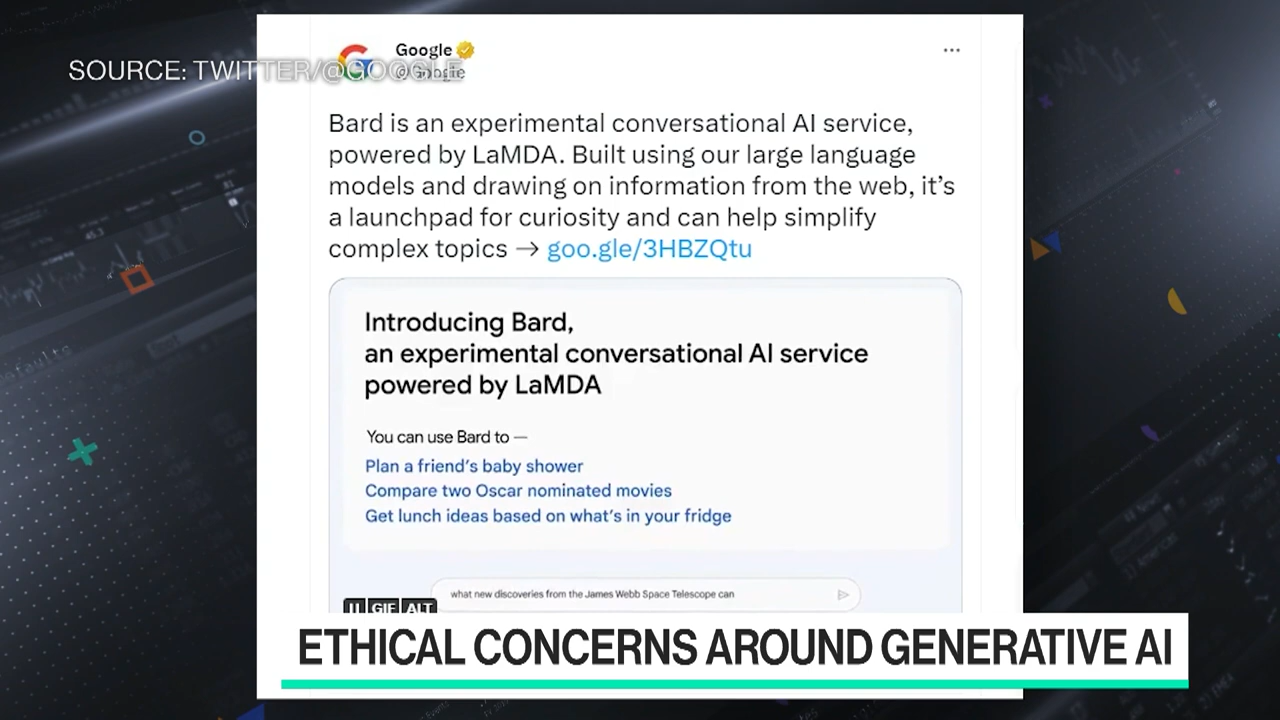 SOURCE: TWITTER/@GOOGLE
Google
@Google
Bard is an experimental conversational AI service,
powered by LaMDA. Built using our large language
models and drawing on information from the web, it's
a launchpad for curiosity and can help simplify
complex topics → goo.gle/3HBZQtu
Introducing Bard,
an experimental conversational AI service
powered by LaMDA
You can use Bard to —
Plan a friend's baby shower
Compare two Oscar nominated movies
Get lunch ideas based on what's in your fridge
what new discoveries from the James Webb Space Telescope can
GIF ALT
ETHICAL CONCERNS AROUND GENERATIVE AI